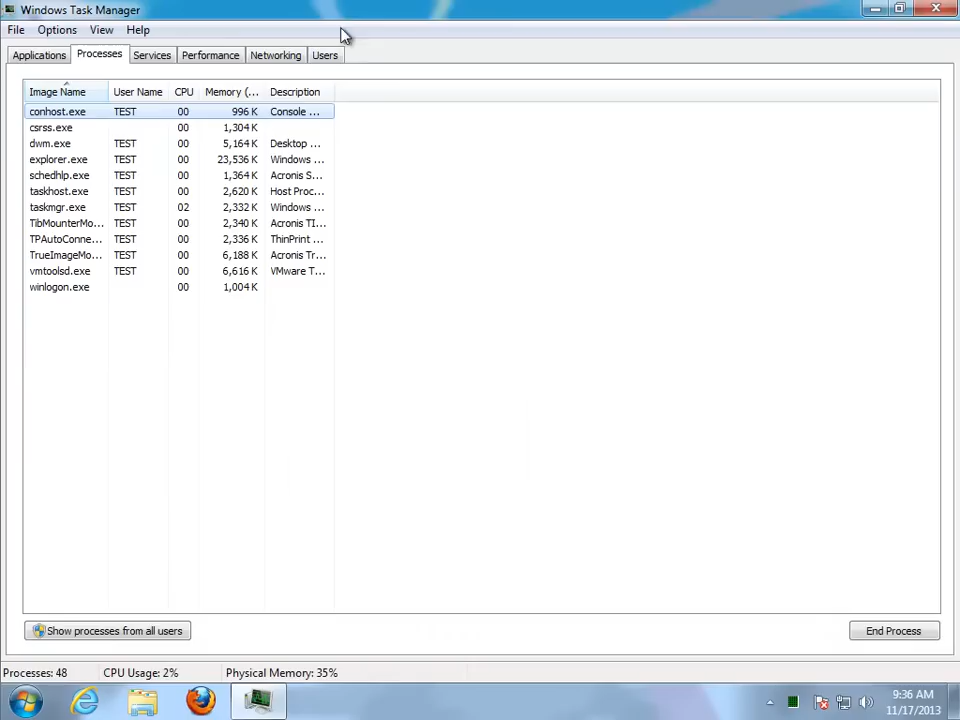 Windows Task Manager
File Options View Help
Applications Processes Services Performance Networking Users
Image Name User Name CPU Memory (... Description
conhost.exe TEST 00 996 K Console ...
csrss.exe 00 1,304 K
dwm.exe TEST 00 5,164 K Desktop ...
explorer.exe TEST 00 23,536 K Windows ...
schedhlp.exe TEST 00 1,364 K Acronis S...
taskhost.exe TEST 00 2,620 K Host Proc...
taskmgr.exe TEST 02 2,332 K Windows ...
TibMounterMo... TEST 00 2,340 K Acronis TI...
TPAutoConne... TEST 00 2,336 K ThinPrint ...
TrueImageMo... TEST 00 6,188 K Acronis Tr...
vmtoolsd.exe TEST 00 6,616 K VMware T...
winlogon.exe 00 1,004 K
Show processes from all users End Process
Processes: 48 CPU Usage: 2% Physical Memory: 35%
9:36 AM
11/17/2013